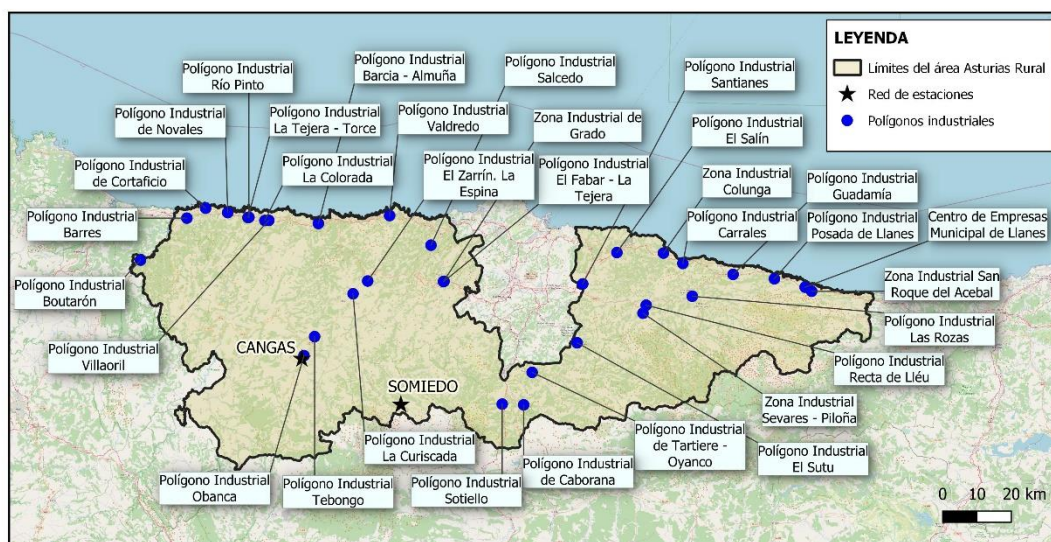 Polígono Industrial
Río Pinto
Polígono Industrial
Barcia - Almuña
Polígono Industrial
Salcedo
Polígono Industrial
Santianes
LEYENDA
Límites del área Asturias Rural
Red de estaciones
Polígonos industriales
Polígono Industrial
de Novales
Polígono Industrial
La Tejera - Torce
Polígono Industrial
Valdredo
Zona Industrial de
Grado
Polígono Industrial
El Salín
Polígono Industrial
de Cortaficio
Polígono Industrial
La Colorada
Polígono Industrial
El Zarrín. La
Espina
Polígono Industrial
El Fabar - La
Tejera
Zona Industrial
Colunga
Polígono Industrial
Guadamía
Polígono Industrial
Barres
Polígono Industrial
Carrales
Polígono Industrial
Posada de Llanes
Centro de Empresas
Municipal de Llanes
Polígono Industrial
Boutarón
Zona Industrial San
Roque del Acebal
Polígono Industrial
Villaoril
CANGAS
Polígono Industrial
Las Rozas
Polígono Industrial
Recta de Lléu
SOMIEDO
Zona Industrial
Sevares - Piloña
Polígono Industrial
La Curiscada
Polígono Industrial
de Tartiere -
Oyanco
Polígono Industrial
El Sutu
Polígono Industrial
Obanca
Polígono Industrial
Tebongo
Polígono Industrial
Sotiello
Polígono Industrial
de Caborana
0 10 20 km